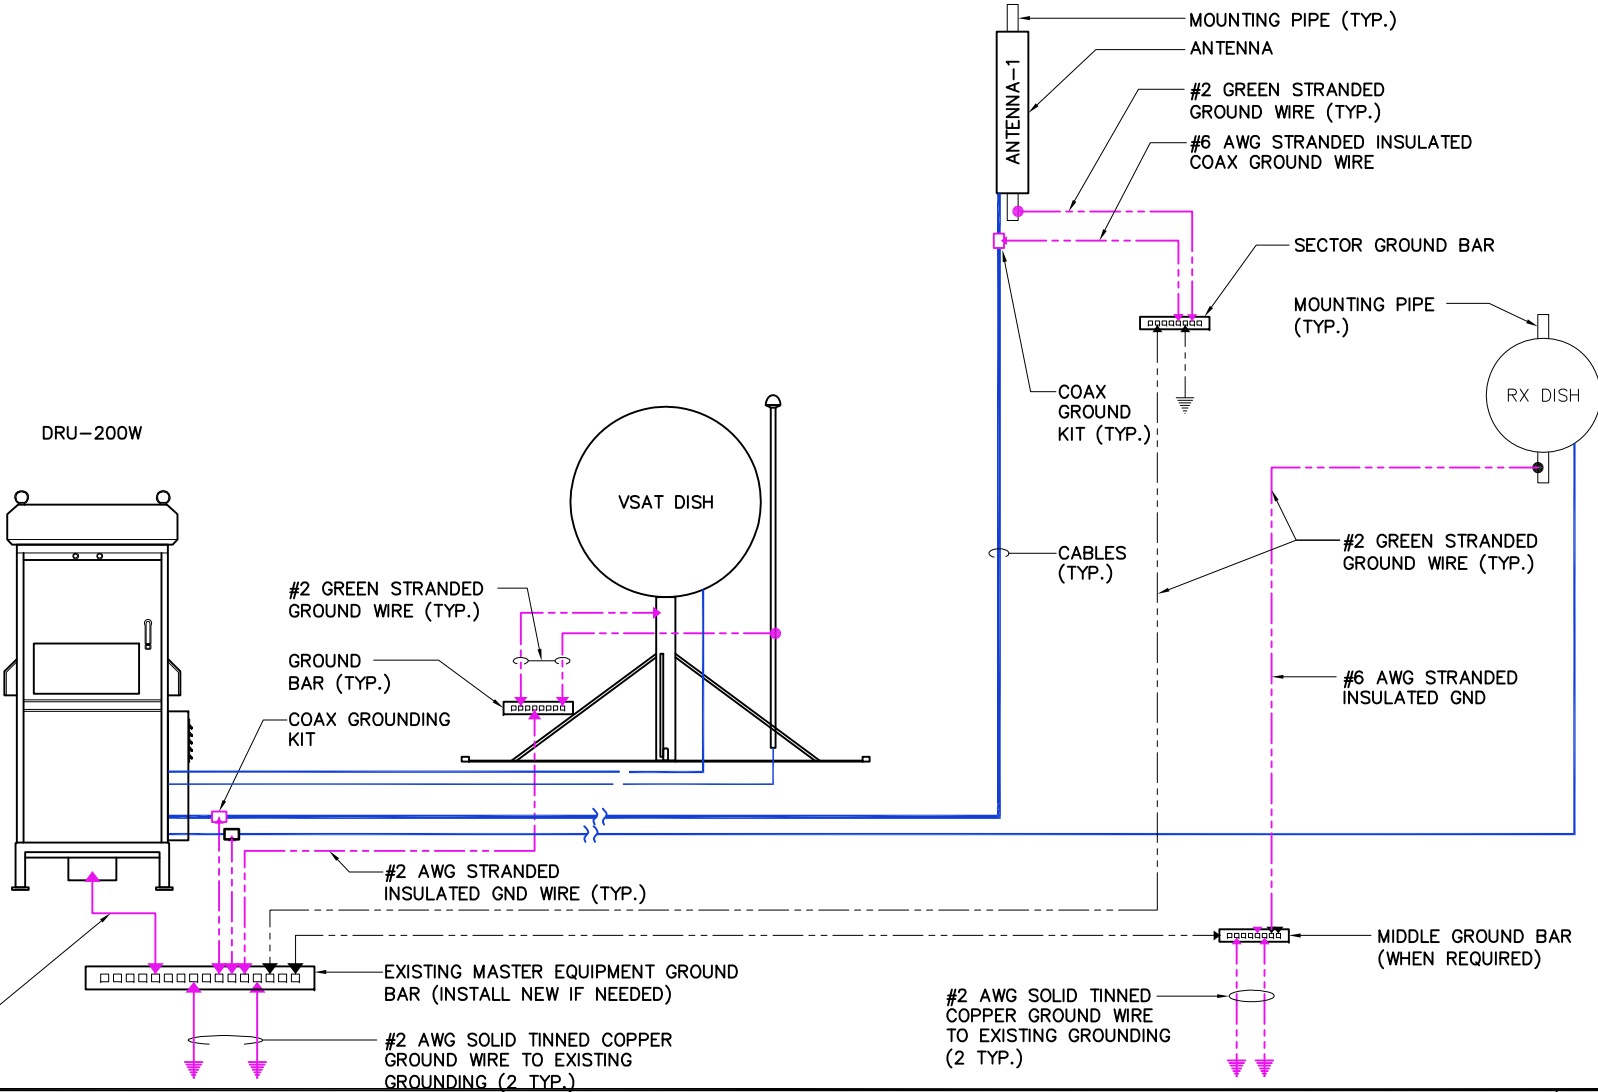 MOUNTING PIPE (TYP.)
ANTENNA
ANTENNA-1
#2 GREEN STRANDED
GROUND WIRE (TYP.)
#6 AWG STRANDED INSULATED
COAX GROUND WIRE
SECTOR GROUND BAR
MOUNTING PIPE
(TYP.)
RX DISH
COAX
GROUND
KIT (TYP.)
DRU-200W
VSAT DISH
CABLES
(TYP.)
#2 GREEN STRANDED
GROUND WIRE (TYP.)
#2 GREEN STRANDED
GROUND WIRE (TYP.)
GROUND
BAR (TYP.)
#6 AWG STRANDED
INSULATED GND
COAX GROUNDING
KIT
#2 AWG STRANDED
INSULATED GND WIRE (TYP.)
MIDDLE GROUND BAR
(WHEN REQUIRED)
EXISTING MASTER EQUIPMENT GROUND
BAR (INSTALL NEW IF NEEDED)
#2 AWG SOLID TINNED
COPPER GROUND WIRE
TO EXISTING GROUNDING
(2 TYP.)
#2 AWG SOLID TINNED COPPER
GROUND WIRE TO EXISTING
GROUNDING (2 TYP.)